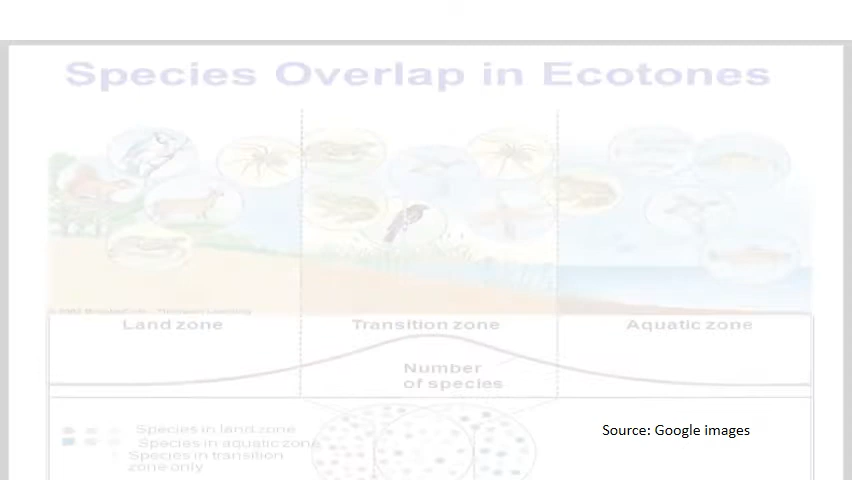 Species Overlap in Ecotones
Land zone
Transition zone
Aquatic zone
Number
of species
Species in land zone
Species in aquatic zone
Species in transition
zone only
Source: Google images